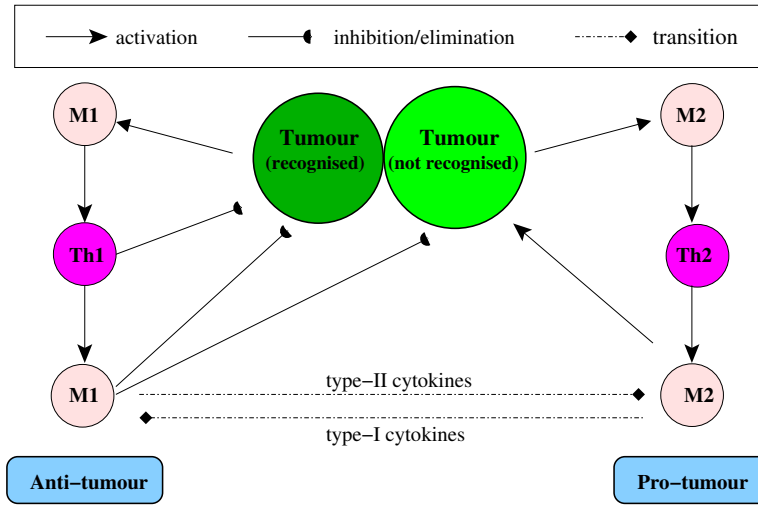 activation
inhibition/elimination
transition
M1
Tumour
(recognised)
Tumour
(not recognised)
M2
Th1
Th2
M1
type-II cytokines
type-I cytokines
M2
Anti-tumour
Pro-tumour